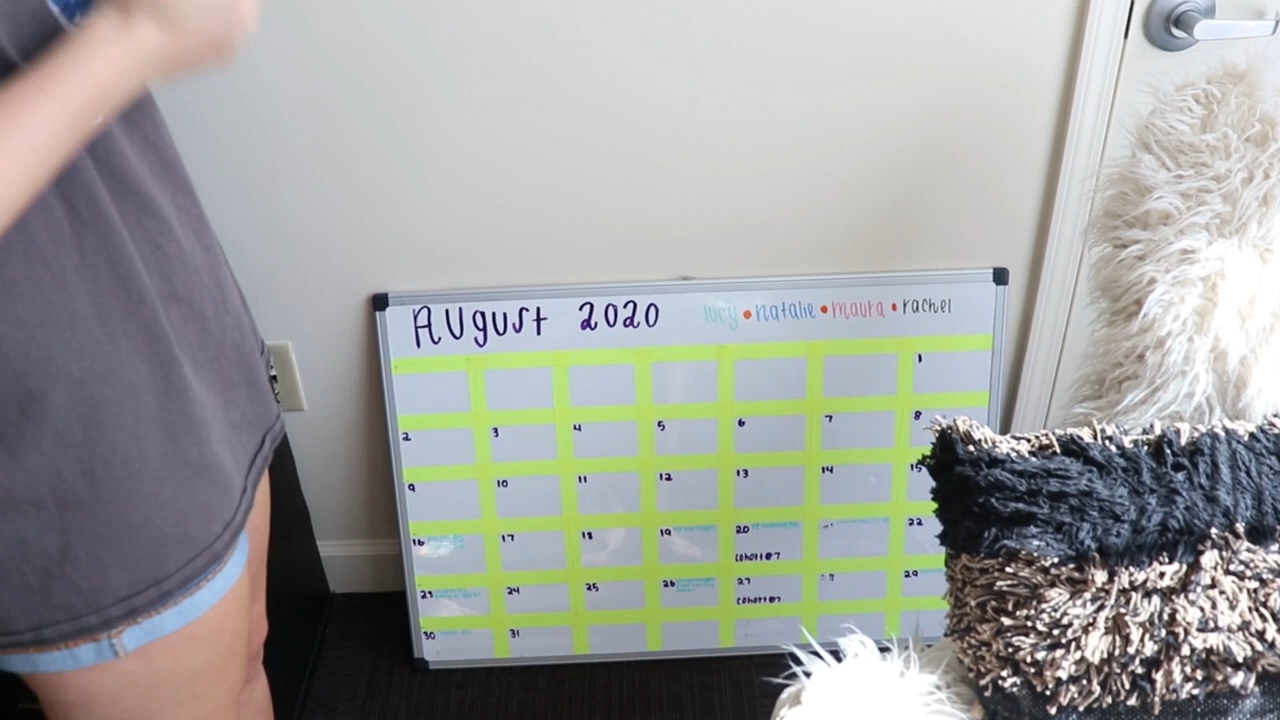 August 2020 lucy • natalie • maura • rachel
1
2 3 4 5 6 7 8
9 10 11 12 13 14 15
16 17 18 19 20 22
cohort@7
23 24 25 26 27 29
cohort@7
30 31